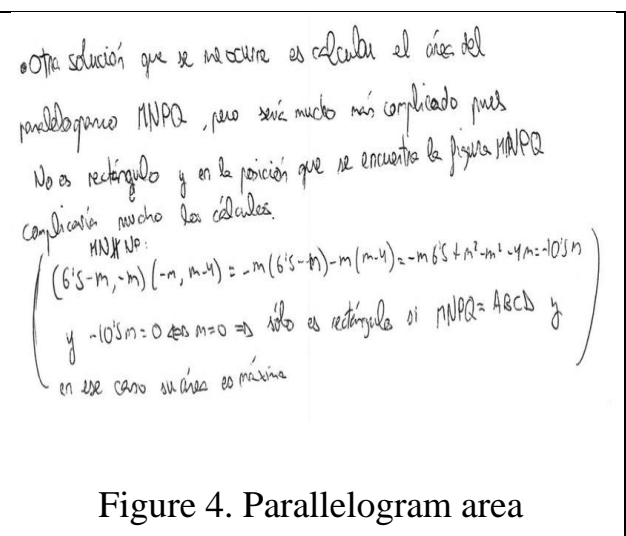 • Otra solución que se me ocurre es calcular el área del
paralelogramo MNPQ, pero sería mucho más complicado pues
No es rectángulo y en la posición que se encuentra la figura MNPQ
complicaría mucho los cálculos.
MN NP:
(6'5-m, -m)(-m, m-4) = -m(6'5-m)-m(m-4) = -m6'5+m²-m²-4m=-10'5m
y -10'5m=0 ⇔ m=0 ⇒ sólo es rectángulo si MNPQ=ABCD y
en ese caso su área es máxima
Figure 4. Parallelogram area